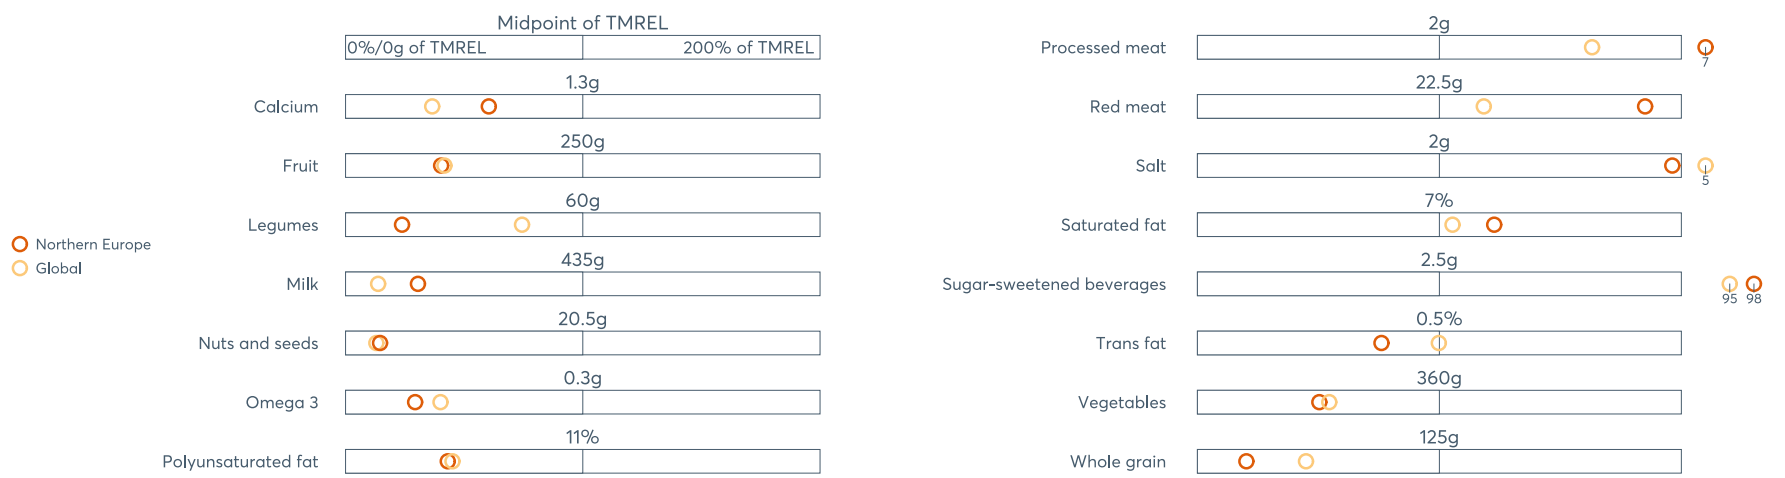 Midpoint of TMREL
0%/0g of TMREL
200% of TMREL
1.3g
Calcium
250g
Fruit
60g
Legumes
Northern Europe
Global
435g
Milk
20.5g
Nuts and seeds
0.3g
Omega 3
11%
Polyunsaturated fat
2g
Processed meat
7
22.5g
Red meat
2g
Salt
5
7%
Saturated fat
2.5g
Sugar-sweetened beverages
95 98
0.5%
Trans fat
360g
Vegetables
125g
Whole grain